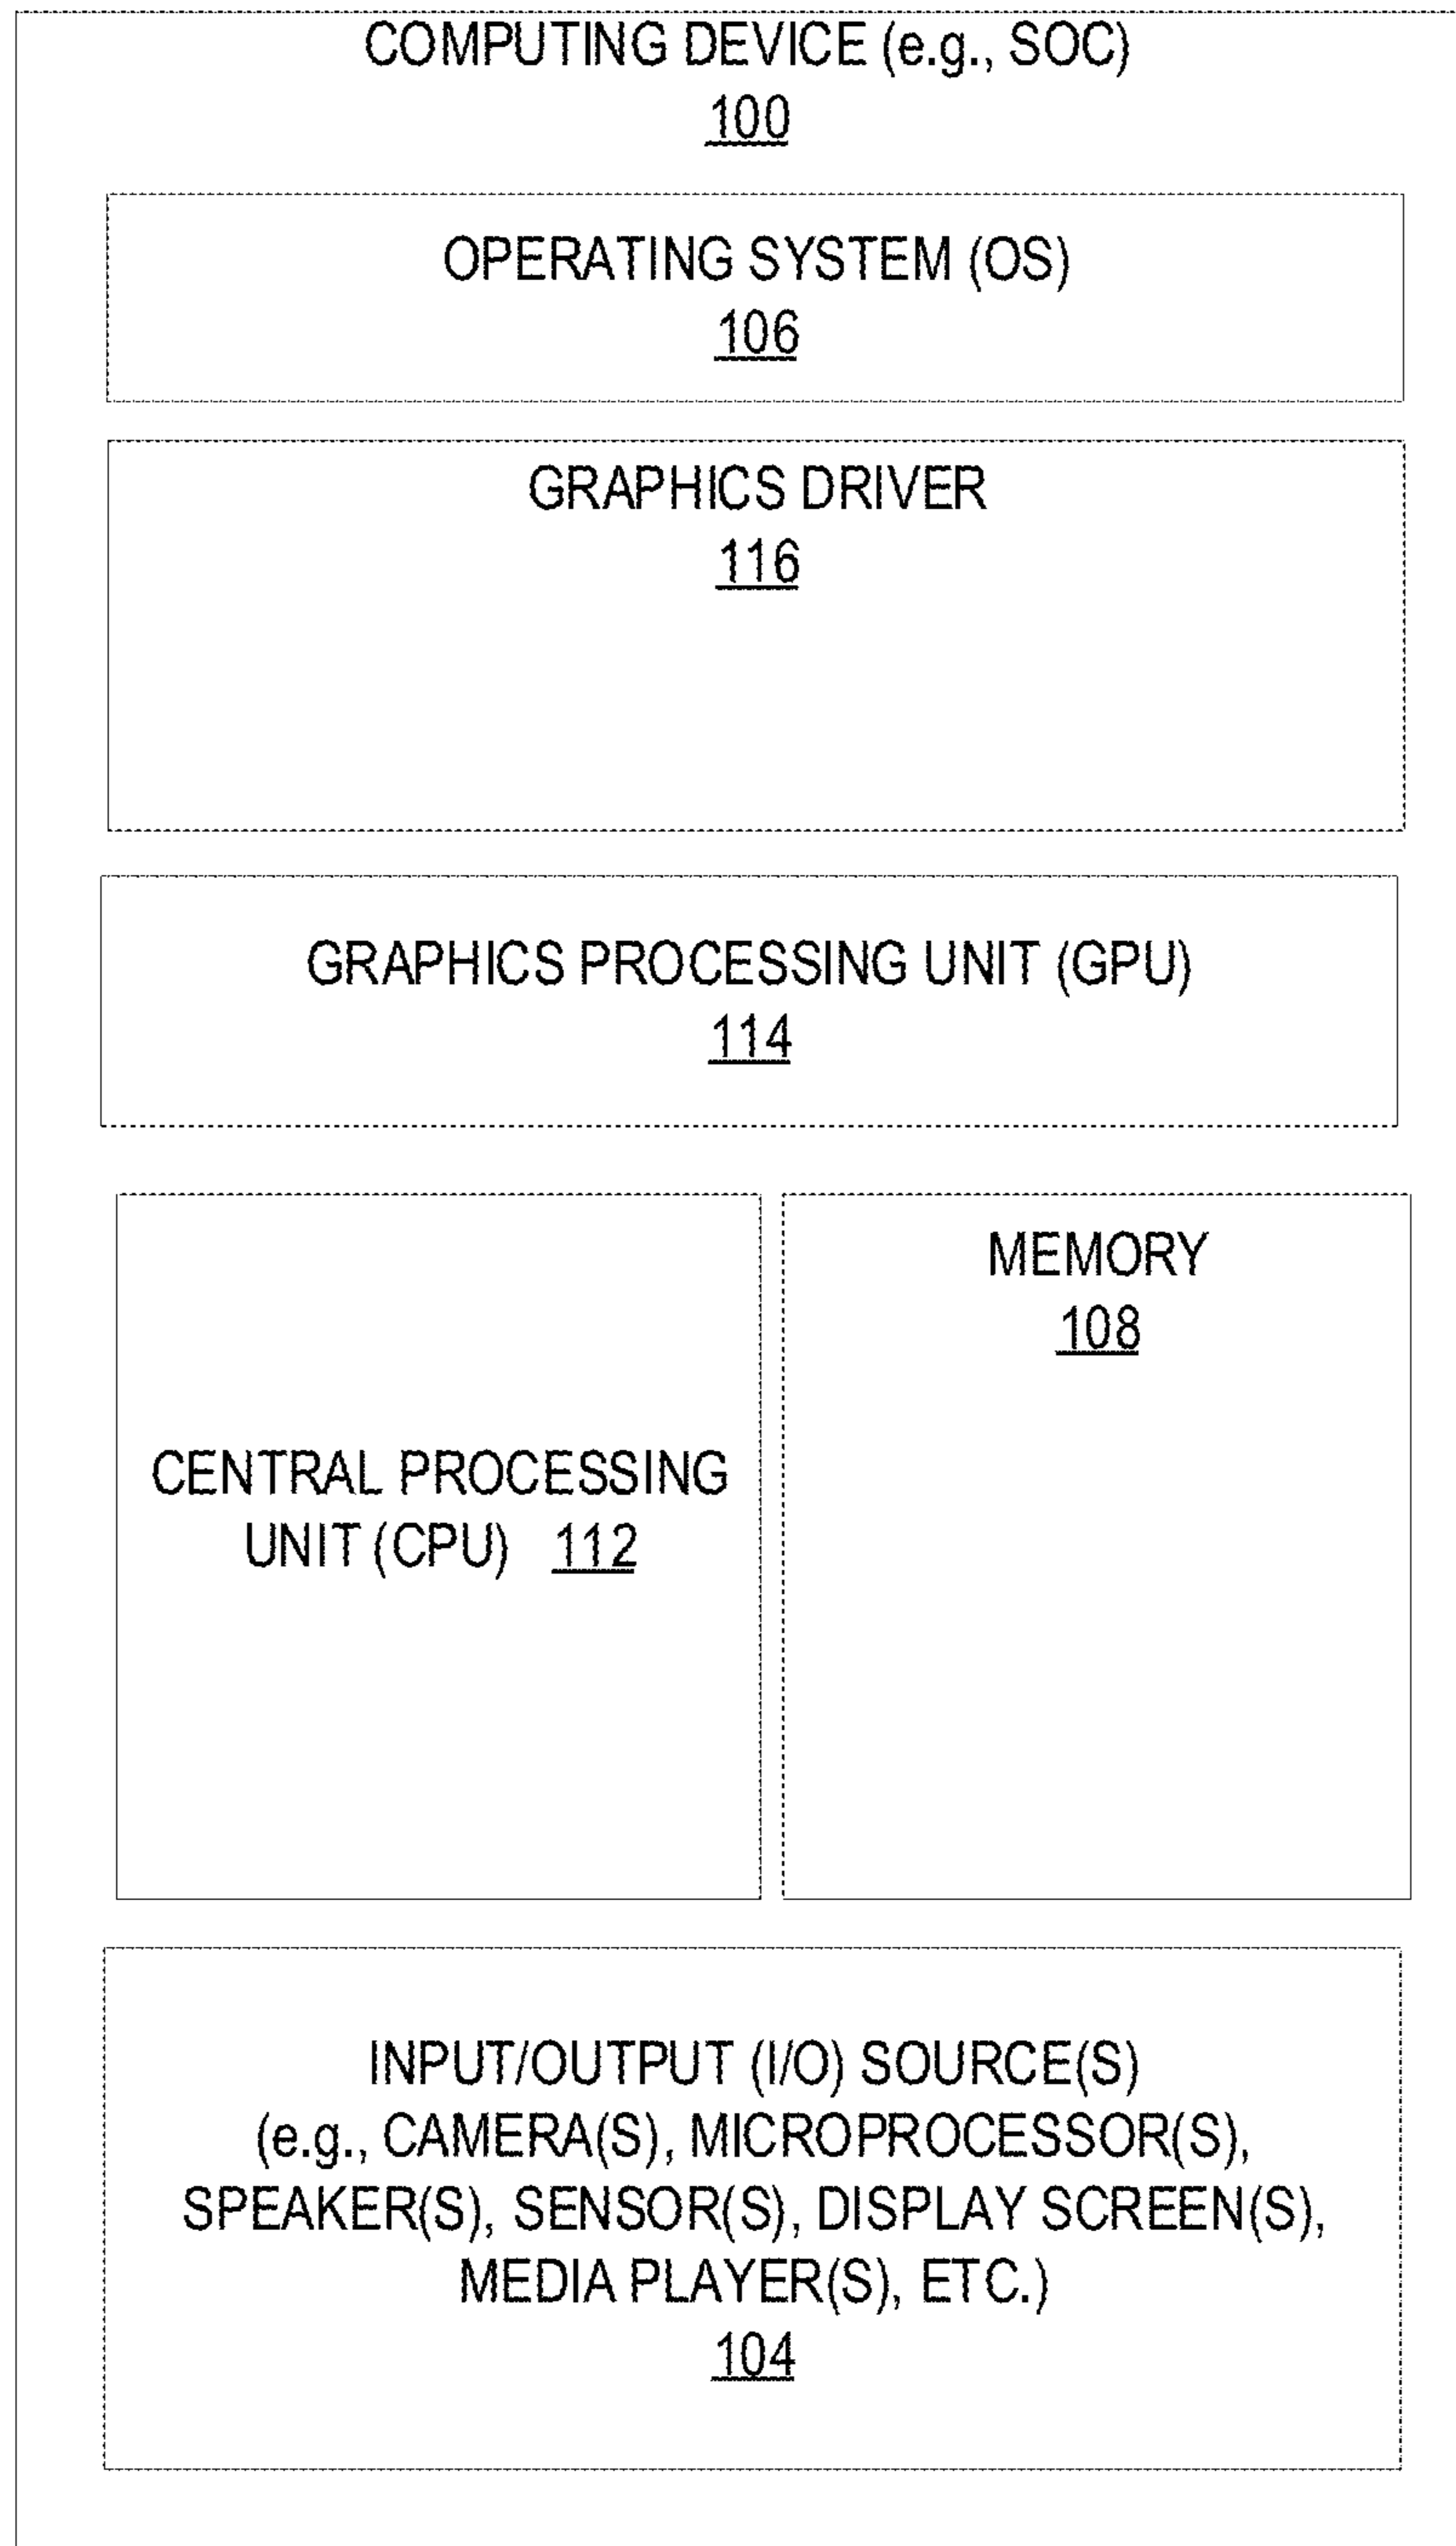 COMPUTING DEVICE (e.g., SOC)
100
OPERATING SYSTEM (OS)
106
GRAPHICS DRIVER
116
GRAPHICS PROCESSING UNIT (GPU)
114
CENTRAL PROCESSING
UNIT (CPU) 112
MEMORY
108
INPUT/OUTPUT (I/O) SOURCE(S)
(e.g., CAMERA(S), MICROPROCESSOR(S),
SPEAKER(S), SENSOR(S), DISPLAY SCREEN(S),
MEDIA PLAYER(S), ETC.)
104